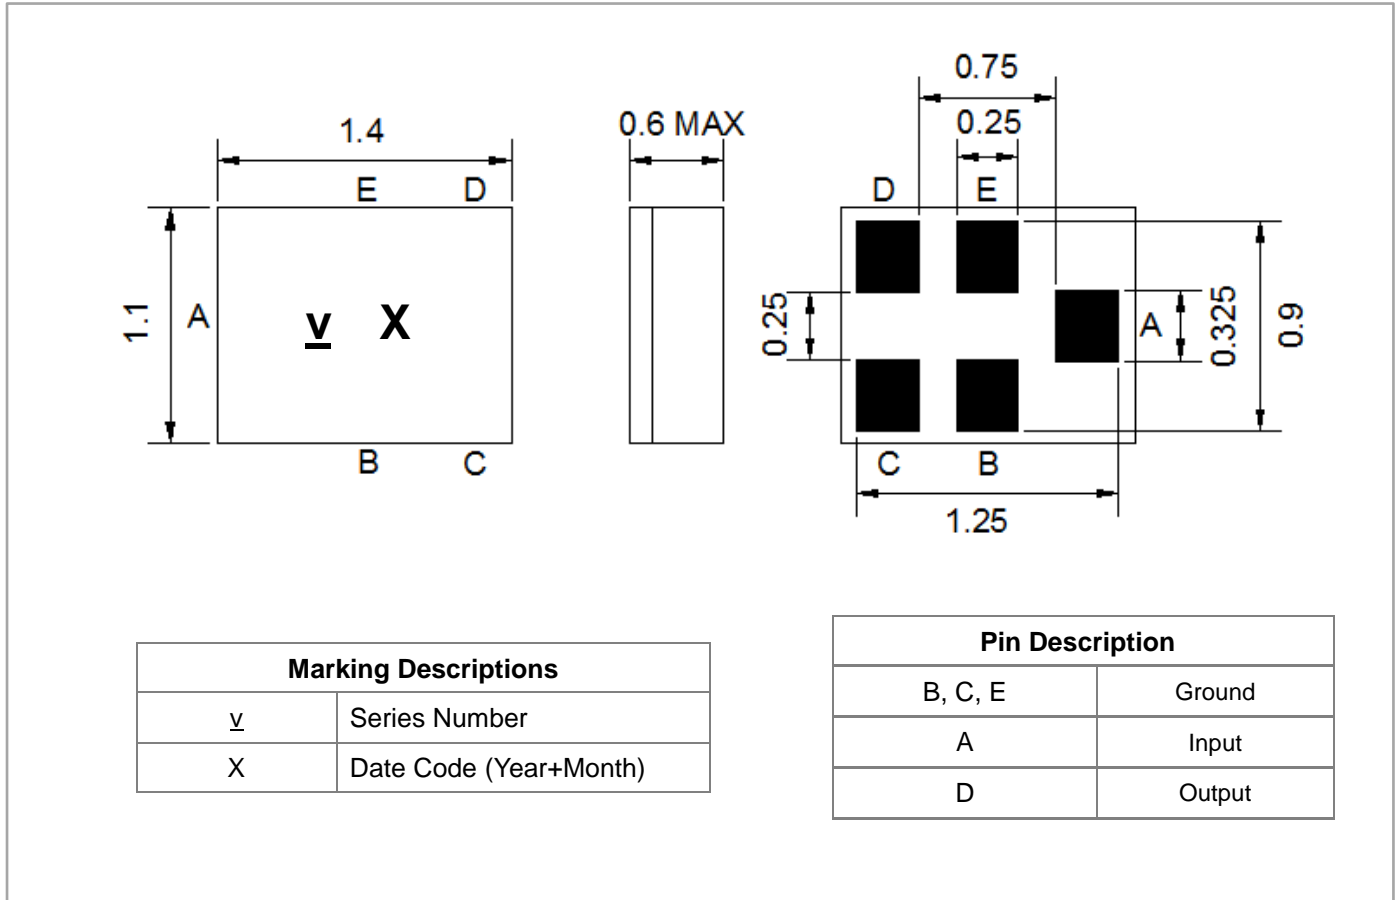 0.75
1.4
0.6 MAX
0.25
E D
D E
1.1
A
v X
0.25
A
0.325
0.9
B C
C B
1.25
Marking Descriptions
v Series Number
X Date Code (Year+Month)
Pin Description
B, C, E Ground
A Input
D Output